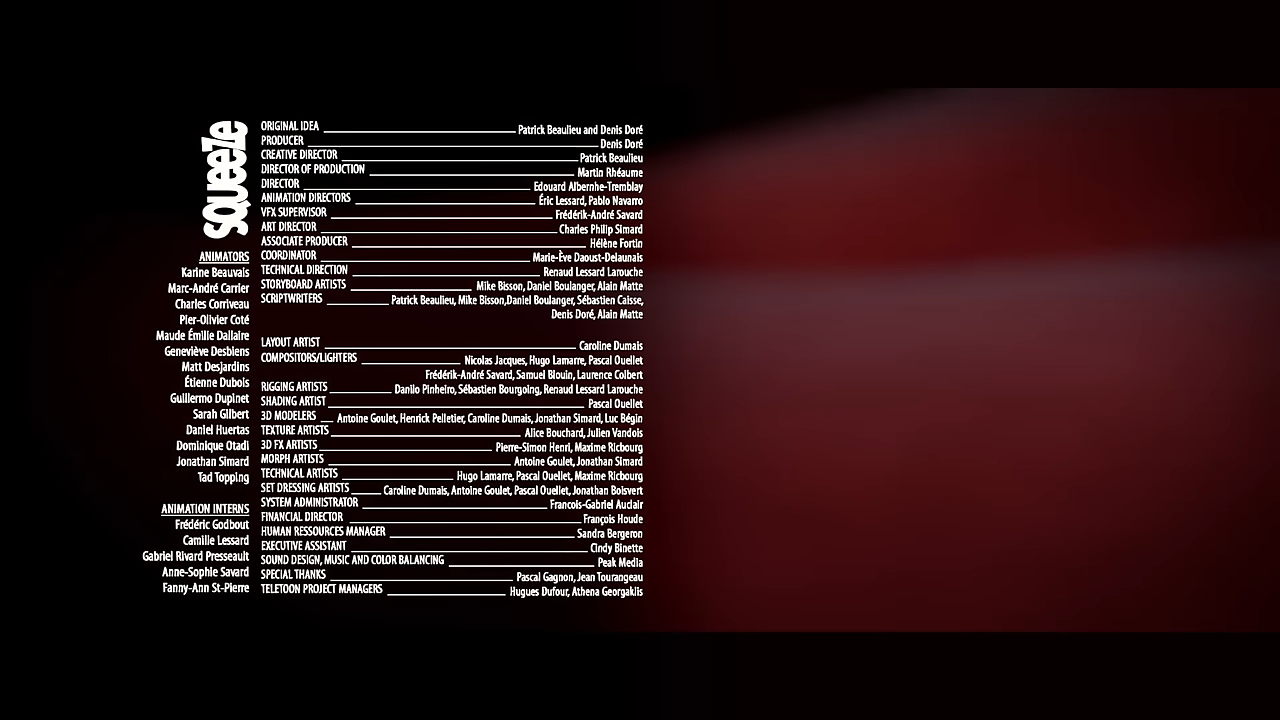 squeeze
ANIMATORS
Karine Beauvais
Marc-André Carrier
Charles Corriveau
Pier-Olivier Coté
Maude Émilie Dallaire
Geneviève Desbiens
Matt Desjardins
Étienne Dubois
Guillermo Dupinet
Sarah Gilbert
Daniel Huertas
Dominique Otadi
Jonathan Simard
Tad Topping
ANIMATION INTERNS
Frédéric Godbout
Camille Lessard
Gabriel Rivard Presseault
Anne-Sophie Savard
Fanny-Ann St-Pierre
ORIGINAL IDEA Patrick Beaulieu and Denis Doré
PRODUCER Denis Doré
CREATIVE DIRECTOR Patrick Beaulieu
DIRECTOR OF PRODUCTION Martin Rhéaume
DIRECTOR Edouard Albernhe-Tremblay
ANIMATION DIRECTORS Éric Lessard, Pablo Navarro
VFX SUPERVISOR Frédérik-André Savard
ART DIRECTOR Charles Philip Simard
ASSOCIATE PRODUCER Hélène Fortin
COORDINATOR Marie-Ève Daoust-Delaunais
TECHNICAL DIRECTION Renaud Lessard Larouche
STORYBOARD ARTISTS Mike Bisson, Daniel Boulanger, Alain Matte
SCRIPTWRITERS Patrick Beaulieu, Mike Bisson,Daniel Boulanger, Sébastien Caisse,
Denis Doré, Alain Matte
LAYOUT ARTIST Caroline Dumais
COMPOSITORS/LIGHTERS Nicolas Jacques, Hugo Lamarre, Pascal Ouellet
Frédérik-André Savard, Samuel Blouin, Laurence Colbert
RIGGING ARTISTS Danilo Pinheiro, Sébastien Bourgoing, Renaud Lessard Larouche
SHADING ARTIST Pascal Ouellet
3D MODELERS Antoine Goulet, Henrick Pelletier, Caroline Dumais, Jonathan Simard, Luc Bégin
TEXTURE ARTISTS Alice Bouchard, Julien Vandois
3D FX ARTISTS Pierre-Simon Henri, Maxime Ricbourg
MORPH ARTISTS Antoine Goulet, Jonathan Simard
TECHNICAL ARTISTS Hugo Lamarre, Pascal Ouellet, Maxime Ricbourg
SET DRESSING ARTISTS Caroline Dumais, Antoine Goulet, Pascal Ouellet, Jonathan Boisvert
SYSTEM ADMINISTRATOR Francois-Gabriel Auclair
FINANCIAL DIRECTOR François Houde
HUMAN RESSOURCES MANAGER Sandra Bergeron
EXECUTIVE ASSISTANT Cindy Binette
SOUND DESIGN, MUSIC AND COLOR BALANCING Peak Media
SPECIAL THANKS Pascal Gagnon, Jean Tourangeau
TELETOON PROJECT MANAGERS Hugues Dufour, Athena Georgaklis